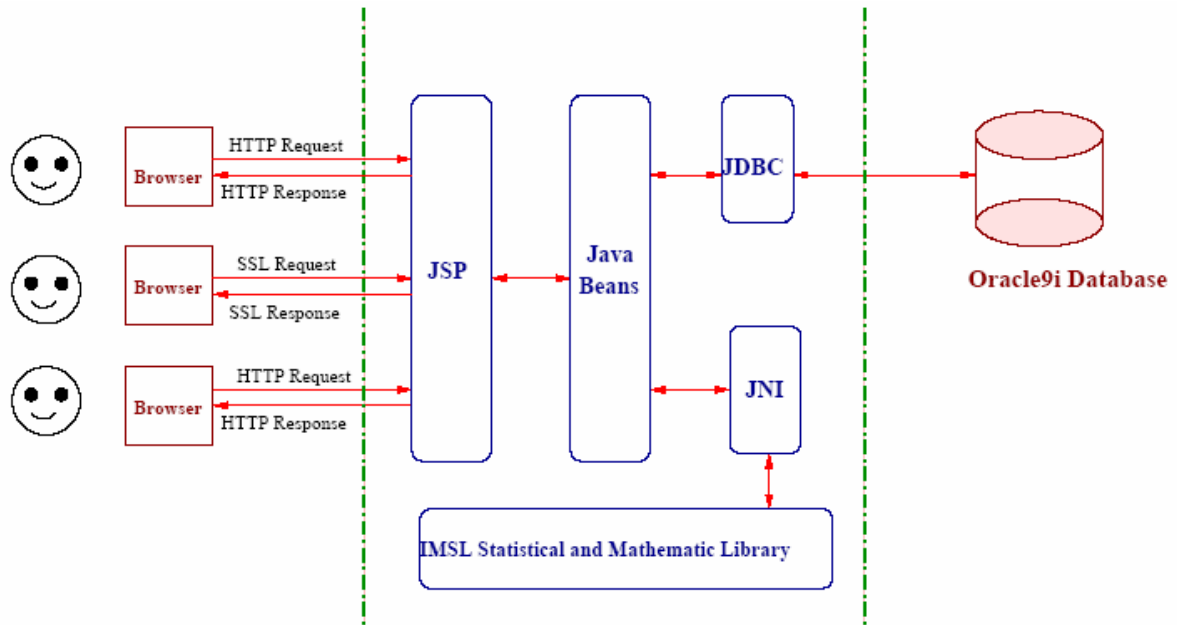 HTTP Request
Browser
HTTP Response
SSL Request
Browser
SSL Response
HTTP Request
Browser
HTTP Response
JSP
Java
Beans
JDBC
JNI
IMSL Statistical and Mathematic Library
Oracle9i Database